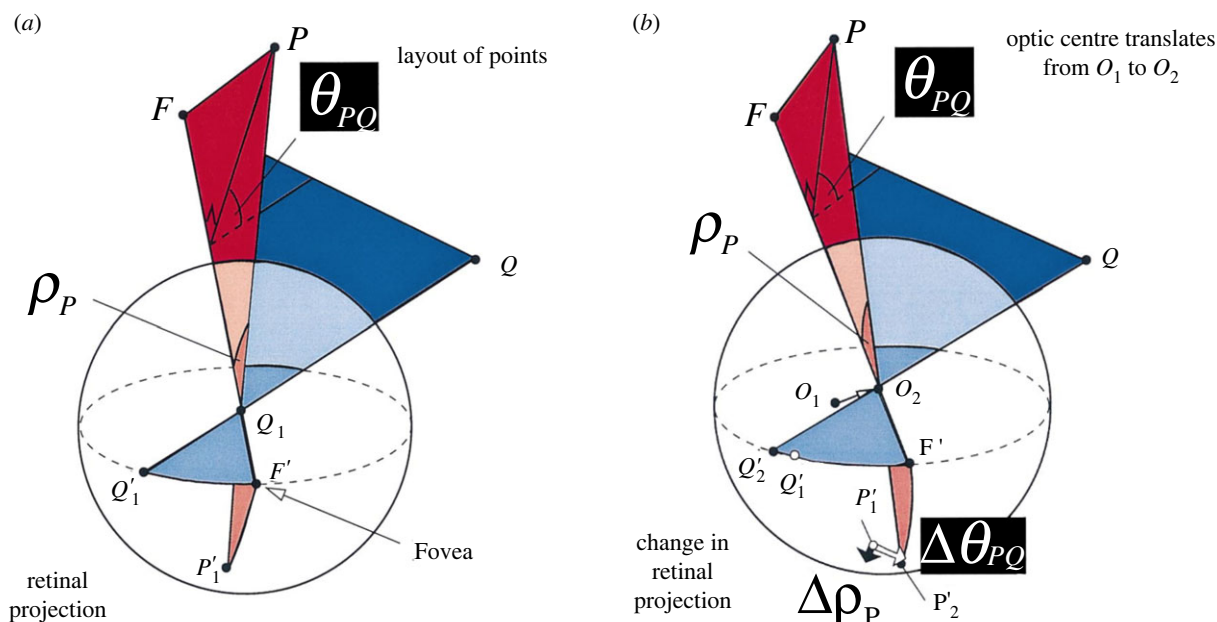 (a)
P
layout of points
F
θPQ
Q
ρP
Q1
Q′1
F′
Fovea
P′1
retinal
projection
(b)
P
optic centre translates
from O1 to O2
F
θPQ
ρP
Q
O1
O2
F'
Q′2
Q′1
P′1
change in
retinal
projection
ΔθPQ
ΔρP
P′2